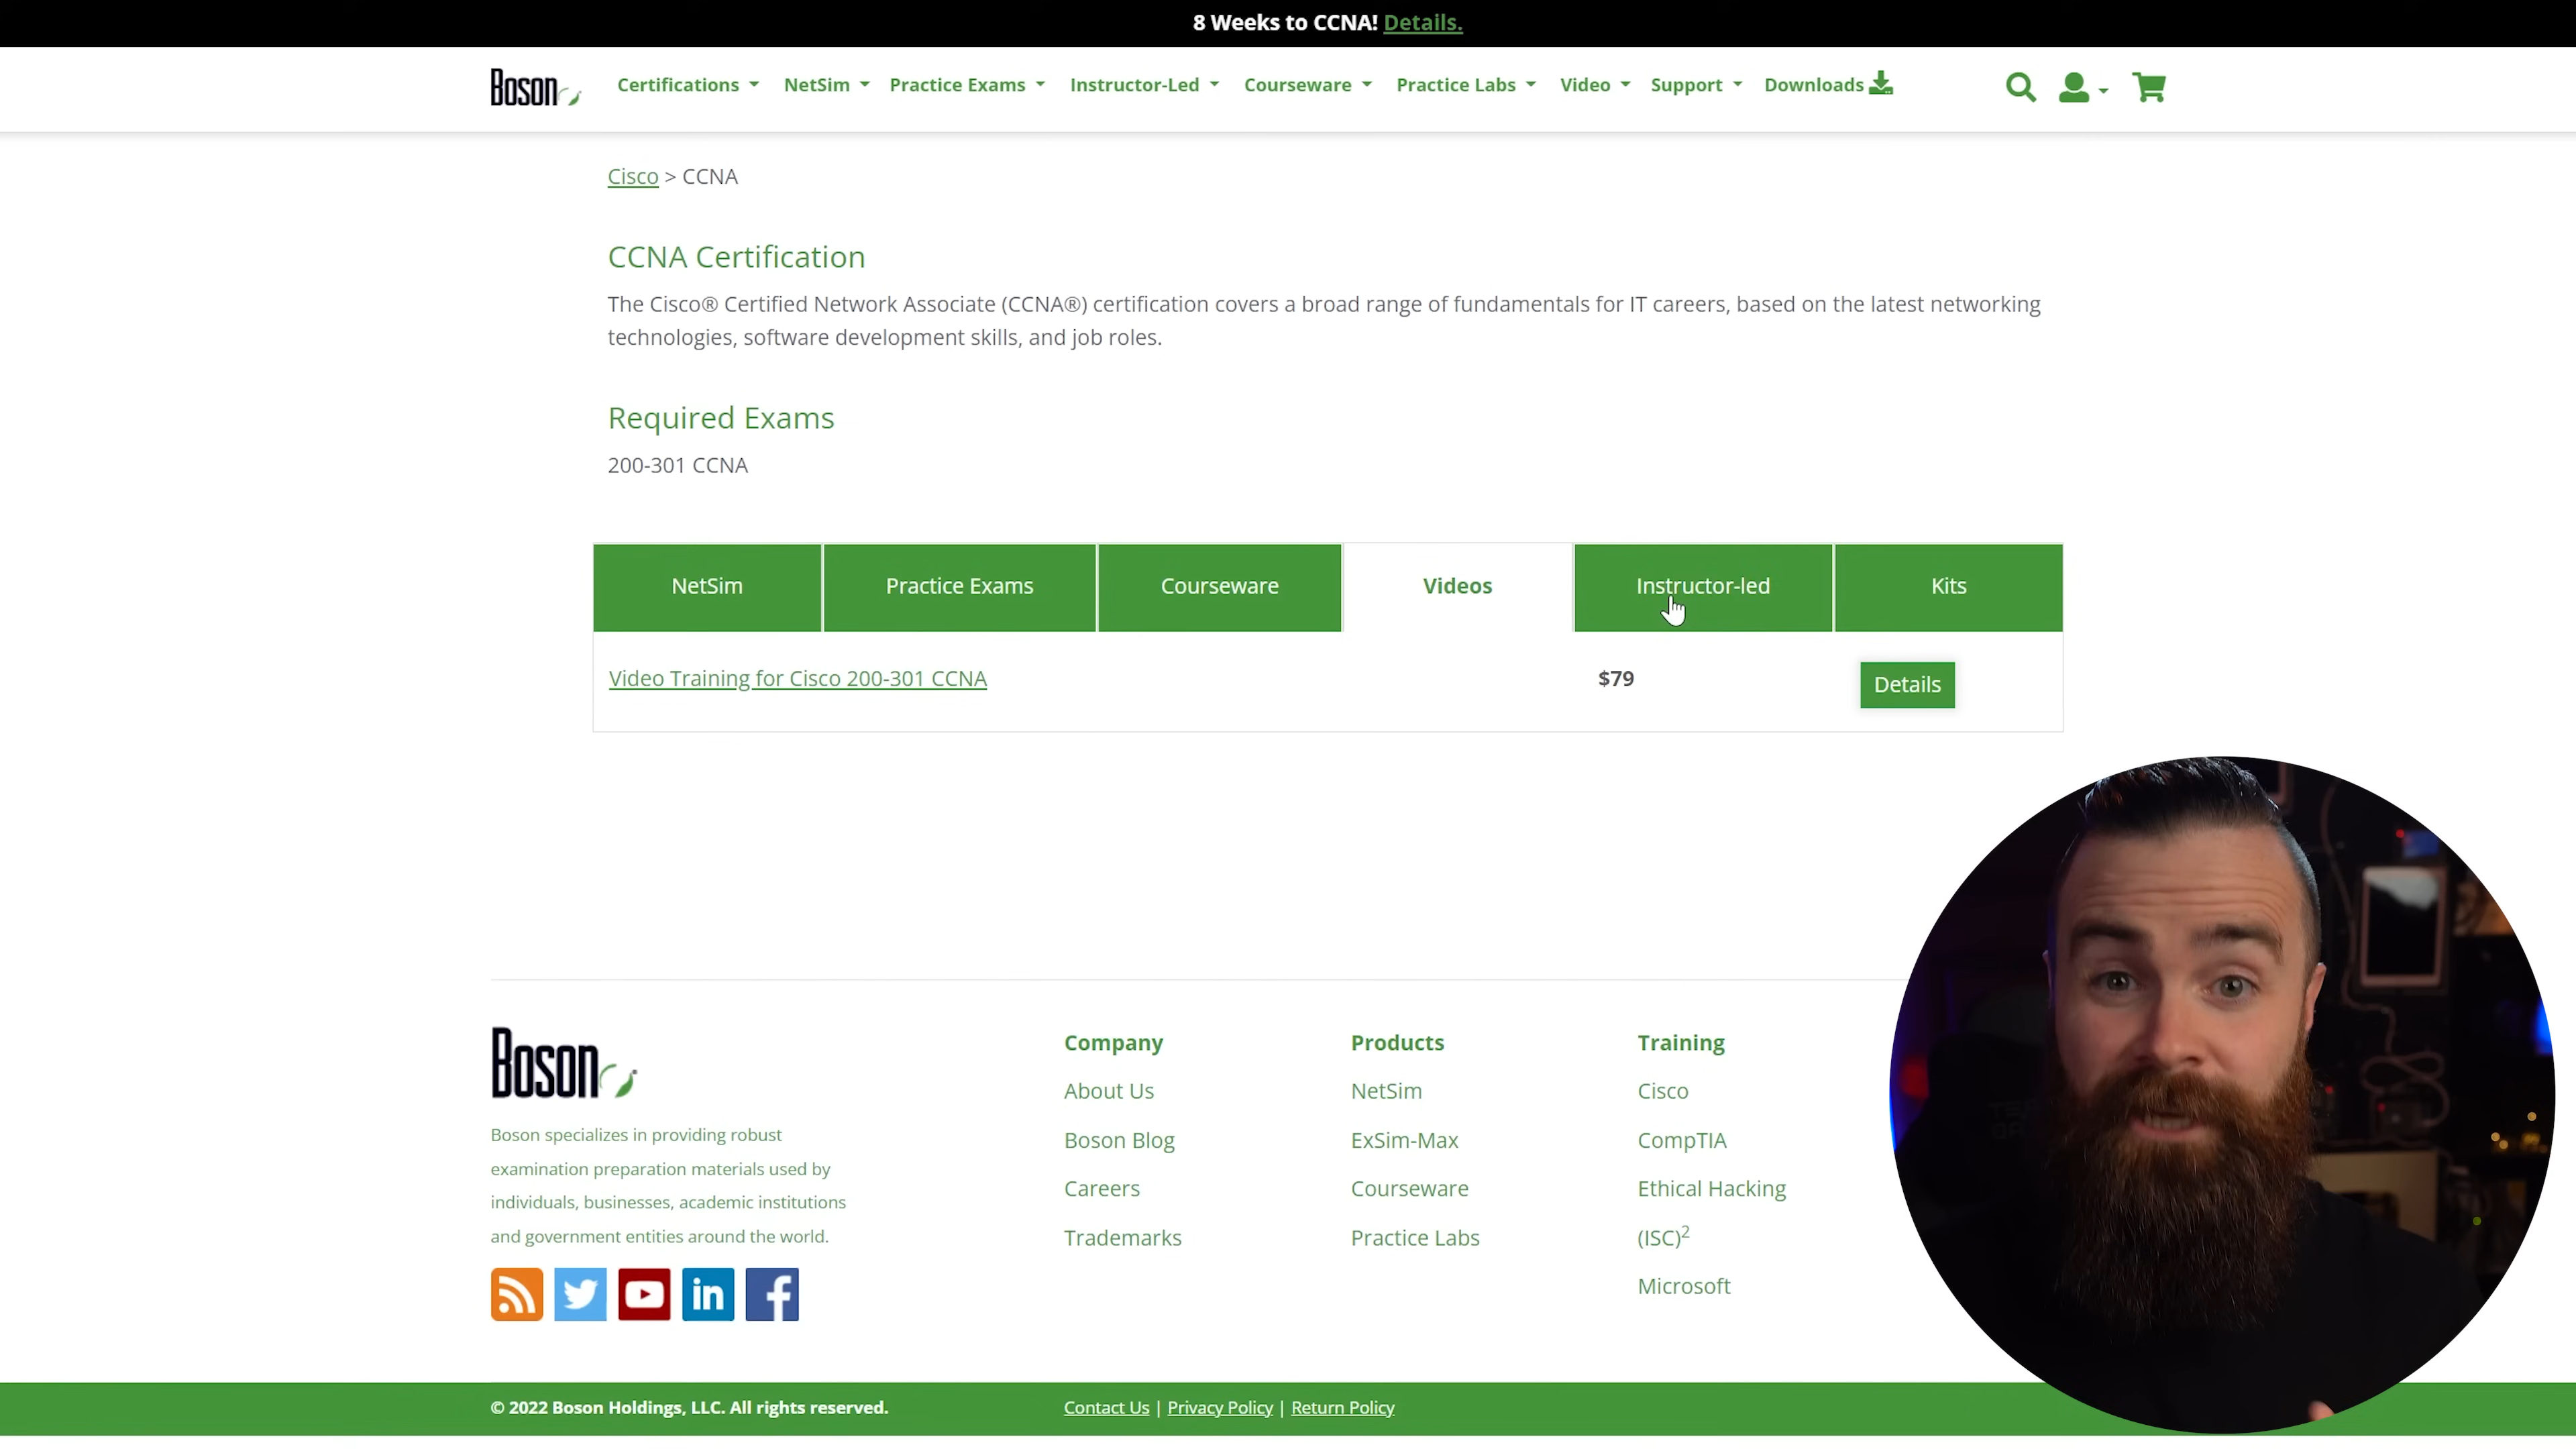 8 Weeks to CCNA! Details.
Boson
Certifications NetSim Practice Exams Instructor-Led Courseware Practice Labs Video Support Downloads
Cisco > CCNA
CCNA Certification
The Cisco® Certified Network Associate (CCNA®) certification covers a broad range of fundamentals for IT careers, based on the latest networking
technologies, software development skills, and job roles.
Required Exams
200-301 CCNA
NetSim Practice Exams Courseware Videos Instructor-led Kits
Video Training for Cisco 200-301 CCNA $79 Details
Boson
Boson specializes in providing robust
examination preparation materials used by
individuals, businesses, academic institutions
and government entities around the world.
Company
About Us
Boson Blog
Careers
Trademarks
Products
NetSim
ExSim-Max
Courseware
Practice Labs
Training
Cisco
CompTIA
Ethical Hacking
(ISC)²
Microsoft
in f
© 2022 Boson Holdings, LLC. All rights reserved. Contact Us | Privacy Policy | Return Policy